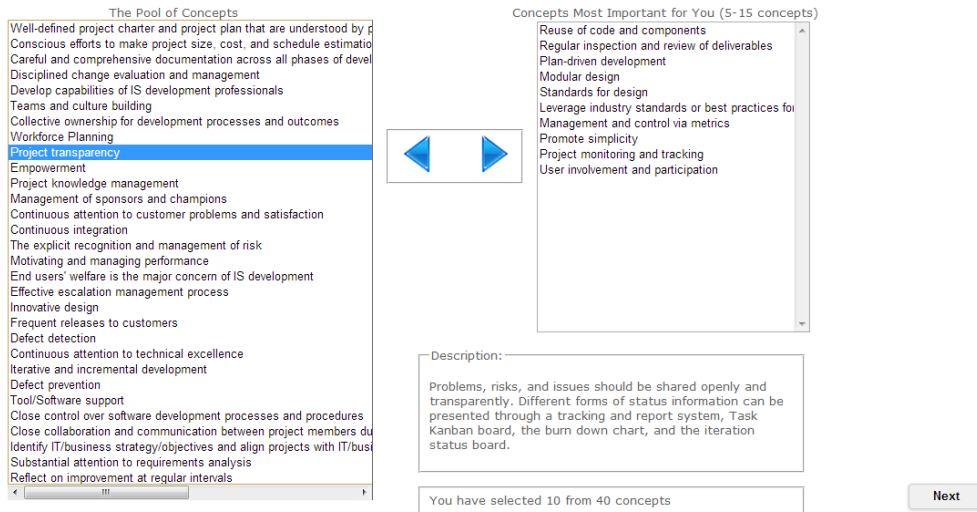 The Pool of Concepts
Well-defined project charter and project plan that are understood by p
Conscious efforts to make project size, cost, and schedule estimatio
Careful and comprehensive documentation across all phases of devel
Disciplined change evaluation and management
Develop capabilities of IS development professionals
Teams and culture building
Collective ownership for development processes and outcomes
Workforce Planning
Project transparency
Empowerment
Project knowledge management
Management of sponsors and champions
Continuous attention to customer problems and satisfaction
Continuous integration
The explicit recognition and management of risk
Motivating and managing performance
End users' welfare is the major concern of IS development
Effective escalation management process
Innovative design
Frequent releases to customers
Defect detection
Continuous attention to technical excellence
Iterative and incremental development
Defect prevention
Tool/Software support
Close control over software development processes and procedures
Close collaboration and communication between project members du
Identify IT/business strategy/objectives and align projects with IT/busi
Substantial attention to requirements analysis
Reflect on improvement at regular intervals
Concepts Most Important for You (5-15 concepts)
Reuse of code and components
Regular inspection and review of deliverables
Plan-driven development
Modular design
Standards for design
Leverage industry standards or best practices for
Management and control via metrics
Promote simplicity
Project monitoring and tracking
User involvement and participation
Description:
Problems, risks, and issues should be shared openly and
transparently. Different forms of status information can be
presented through a tracking and report system, Task
Kanban board, the burn down chart, and the iteration
status board.
You have selected 10 from 40 concepts
Next